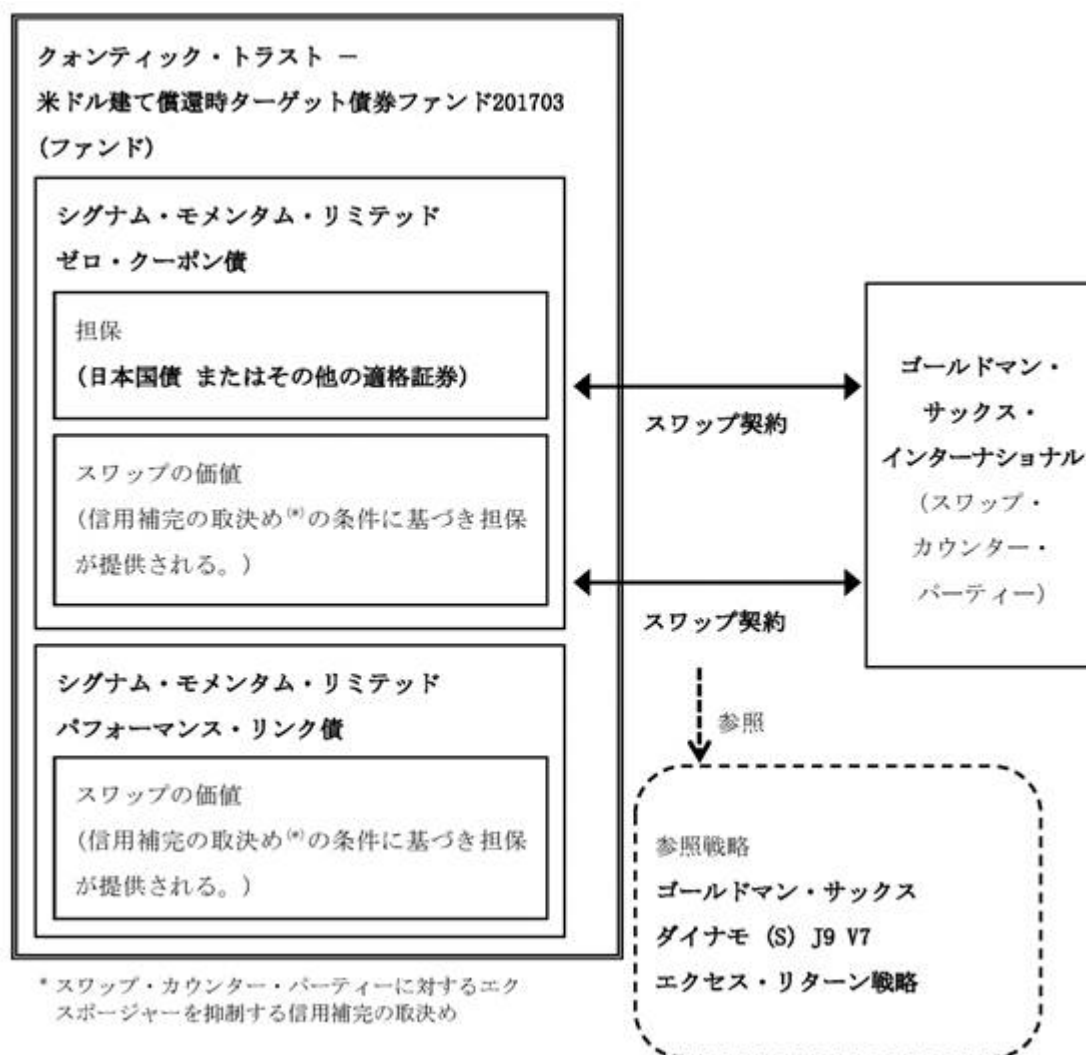 クォンティック・トラスト －
米ドル建て償還時ターゲット債券ファンド201703
(ファンド)
シグナム・モメンタム・リミテッド
ゼロ・クーポン債
担保
(日本国債 またはその他の適格証券)
スワップの価値
(信用補完の取決め(*)の条件に基づき担保
が提供される。)
シグナム・モメンタム・リミテッド
パフォーマンス・リンク債
スワップの価値
(信用補完の取決め(*)の条件に基づき担保
が提供される。)
* スワップ・カウンター・パーティーに対するエク
スポージャーを抑制する信用補完の取決め
スワップ契約
スワップ契約
ゴールドマン・
サックス・
インターナショナル
(スワップ・
カウンター・
パーティー)
参照
参照戦略
ゴールドマン・サックス
ダイナモ (S) J9 V7
エクセス・リターン戦略